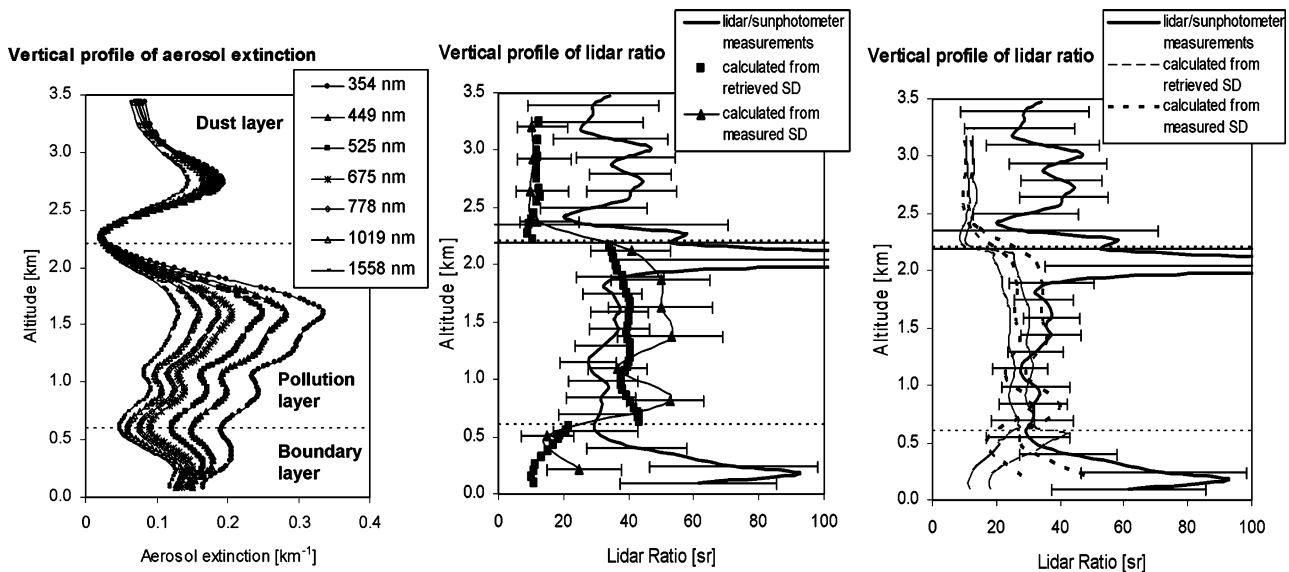 Vertical profile of aerosol extinction
354 nm
449 nm
525 nm
675 nm
778 nm
1019 nm
1558 nm
Dust layer
Pollution
layer
Boundary
layer
Altitude [km]
3.5
3.0
2.5
2.0
1.5
1.0
0.5
0.0
0
0.1
0.2
0.3
0.4
Aerosol extinction [km-1]
Vertical profile of lidar ratio
lidar/sunphotometer
measurements
calculated from
retrieved SD
calculated from
measured SD
Altitude [km]
3.5
3.0
2.5
2.0
1.5
1.0
0.5
0.0
0
20
40
60
80
100
Lidar Ratio [sr]
Vertical profile of lidar ratio
lidar/sunphotometer
measurements
calculated from
retrieved SD
calculated from
measured SD
Altitude [km]
3.5
3.0
2.5
2.0
1.5
1.0
0.5
0.0
0
20
40
60
80
100
Lidar Ratio [sr]